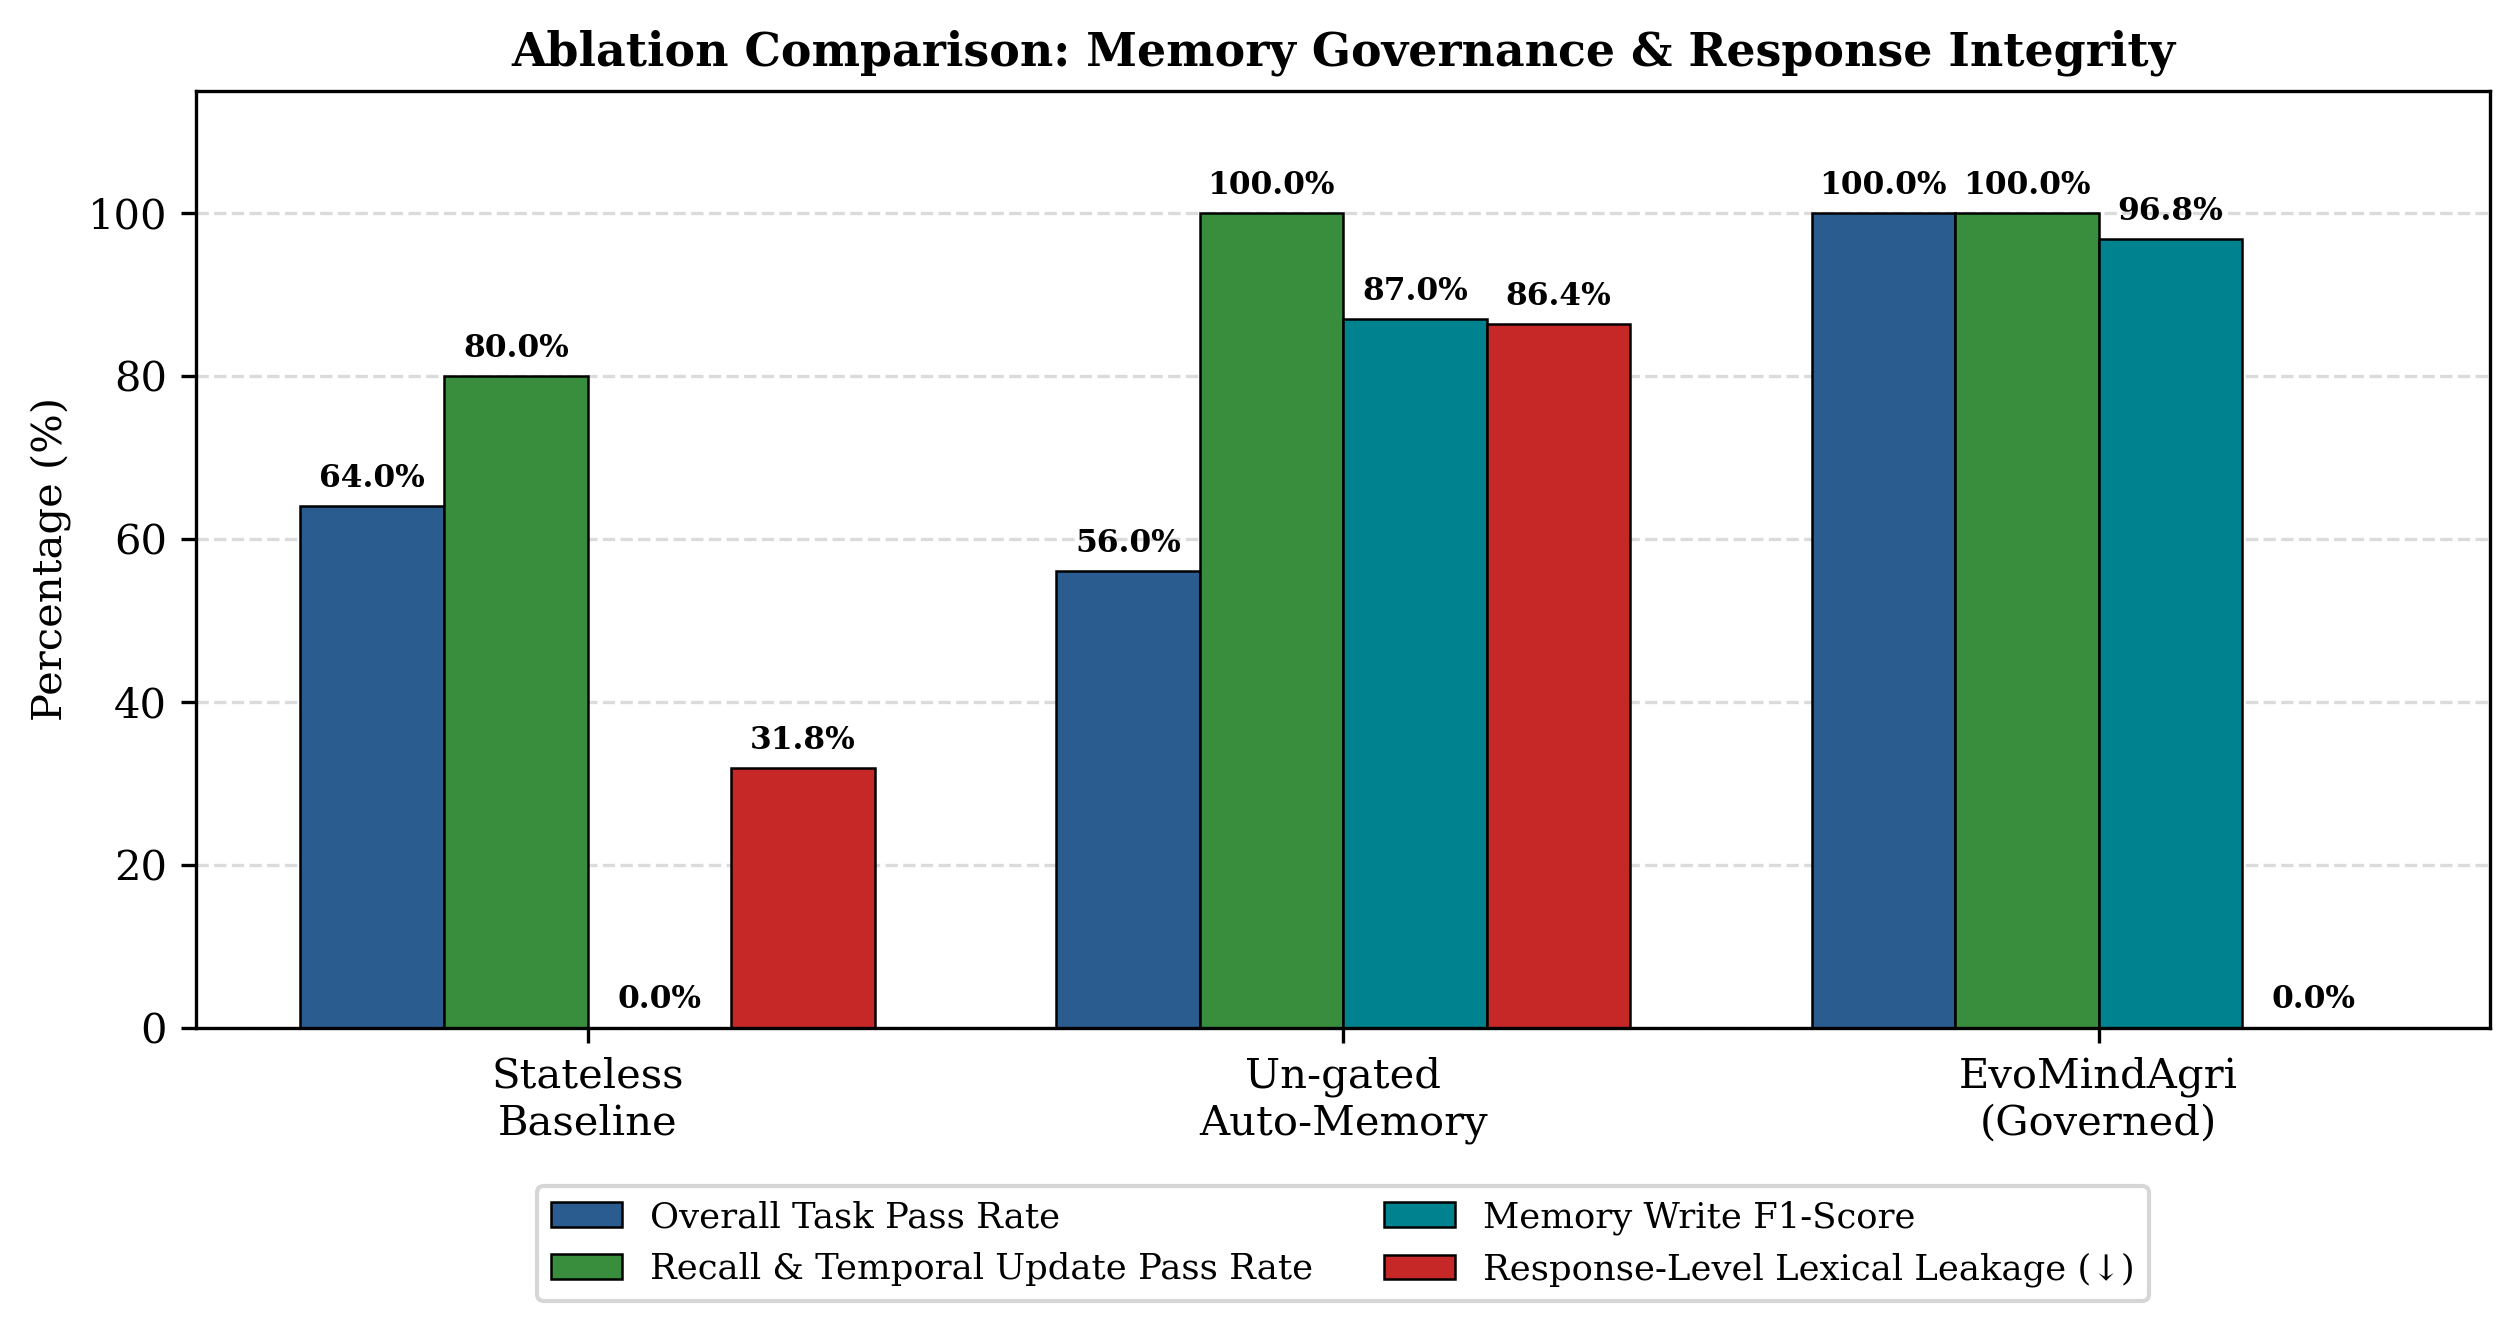 Ablation Comparison: Memory Governance & Response Integrity
Percentage (%)
100
80
60
40
20
0
64.0%
80.0%
0.0%
31.8%
56.0%
100.0%
87.0%
86.4%
100.0%
100.0%
96.8%
0.0%
Stateless
Baseline
Un-gated
Auto-Memory
EvoMindAgri
(Governed)
Overall Task Pass Rate
Recall & Temporal Update Pass Rate
Memory Write F1-Score
Response-Level Lexical Leakage (↓)